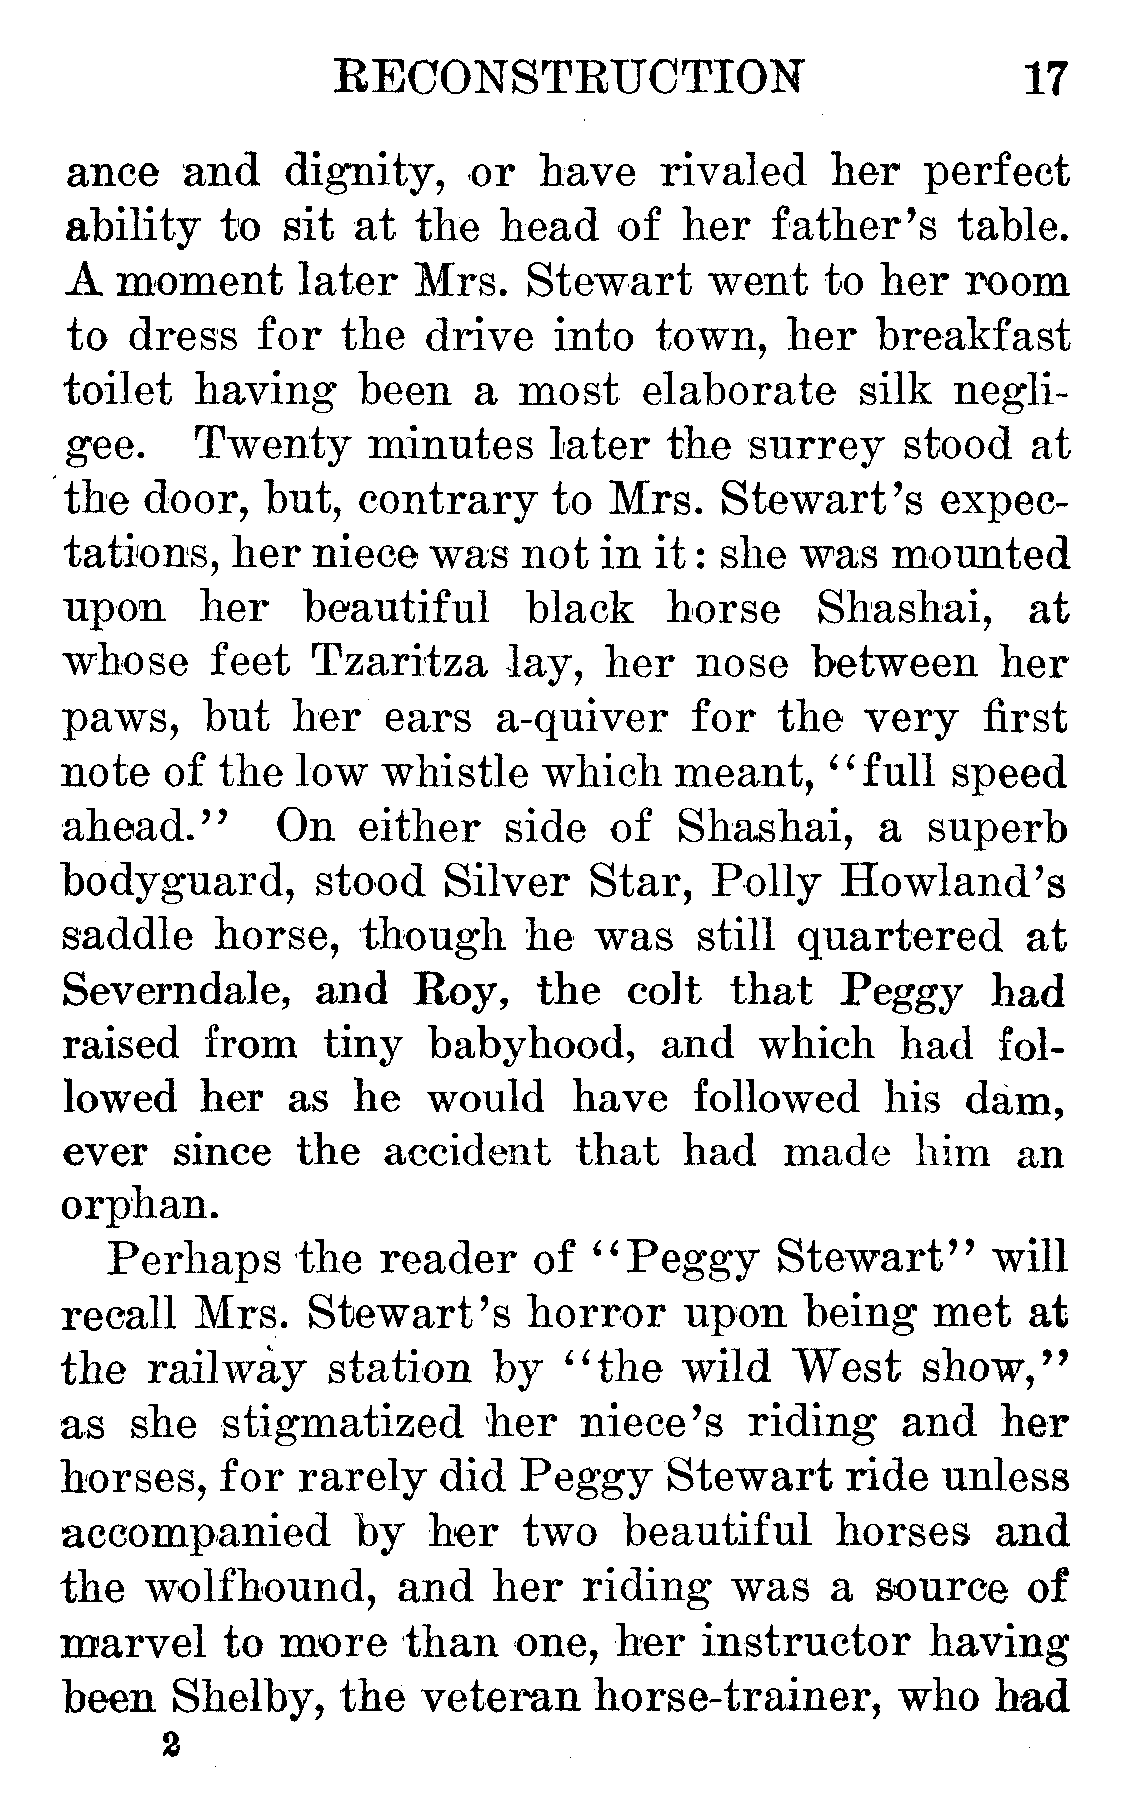 RECONSTRUCTION 17
ance and dignity, or have rivaled her perfect
ability to sit at the head of her father's table.
A moment later Mrs. Stewart went to her room
to dress for the drive into town, her breakfast
toilet having been a most elaborate silk negli-
gee. Twenty minutes later the surrey stood at
the door, but, contrary to Mrs. Stewart's expec-
tations, her niece was not in it: she was mounted
upon her beautiful black horse Shashai, at
whose feet Tzaritza lay, her nose between her
paws, but her ears a-quiver for the very first
note of the low whistle which meant, "full speed
ahead." On either side of Shashai, a superb
bodyguard, stood Silver Star, Polly Howland's
saddle horse, though he was still quartered at
Severndale, and Roy, the colt that Peggy had
raised from tiny babyhood, and which had fol-
lowed her as he would have followed his dam,
ever since the accident that had made him an
orphan.
Perhaps the reader of "Peggy Stewart" will
recall Mrs. Stewart's horror upon being met at
the railway station by "the wild West show,"
as she stigmatized her niece's riding and her
horses, for rarely did Peggy Stewart ride unless
accompanied by her two beautiful horses and
the wolfhound, and her riding was a source of
marvel to more than one, her instructor having
been Shelby, the veteran horse-trainer, who had
2